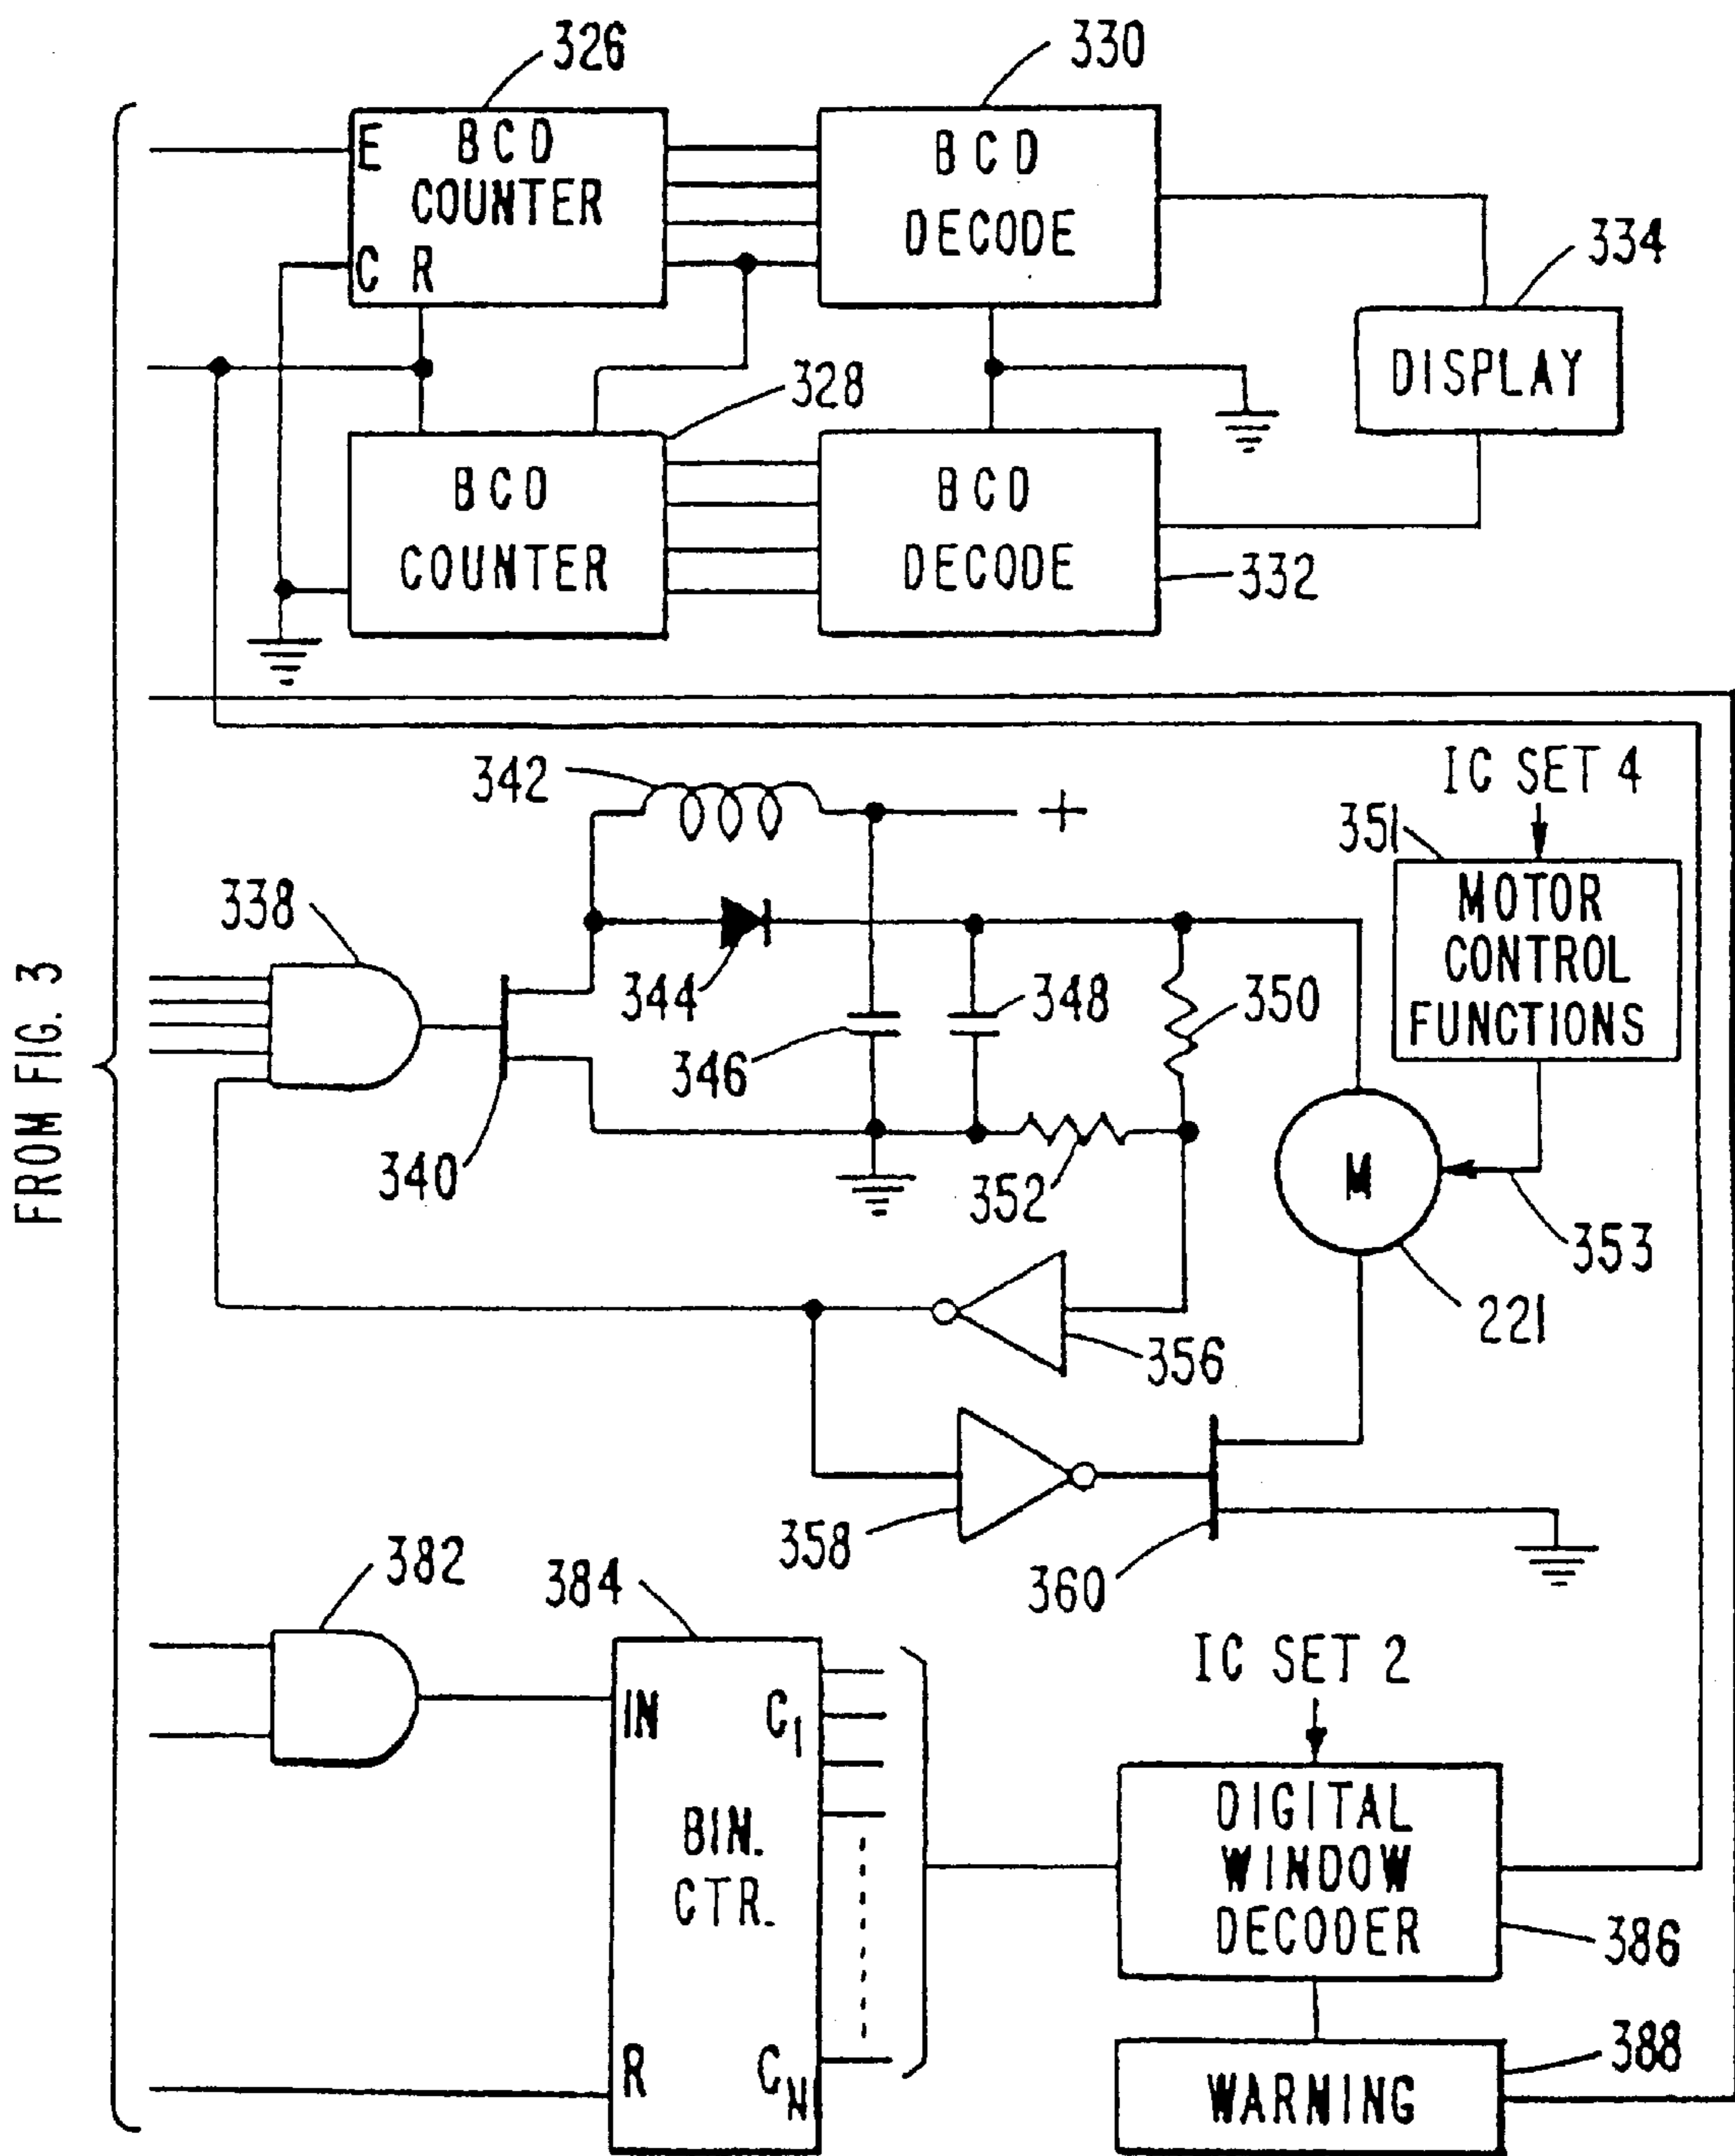 326
330
E
BCD
COUNTER
C R
BCD
DECODE
334
DISPLAY
328
BCD
COUNTER
BCD
DECODE
332
FROM FIG. 3
342
+
IC SET 4
351
MOTOR
CONTROL
FUNCTIONS
338
344
346
348
350
340
352
M
353
221
356
358
360
382
384
IN
C1
BIN.
CTR.
R
CN
IC SET 2
DIGITAL
WINDOW
DECODER
386
WARNING
388